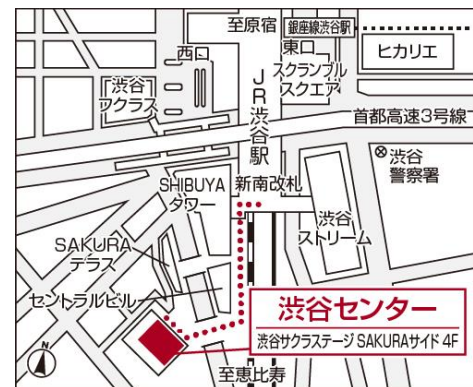 至原宿
銀座線渋谷駅
西口
東口
ヒカリエ
スクランブル
スクエア
渋谷
フクラス
JR渋谷駅
首都高速3号線
渋谷
警察署
SHIBUYA
タワー
新南改札
渋谷
ストリーム
SAKURA
テラス
セントラルビル
渋谷センター
渋谷サクラステージ SAKURAサイド 4F
至恵比寿
N